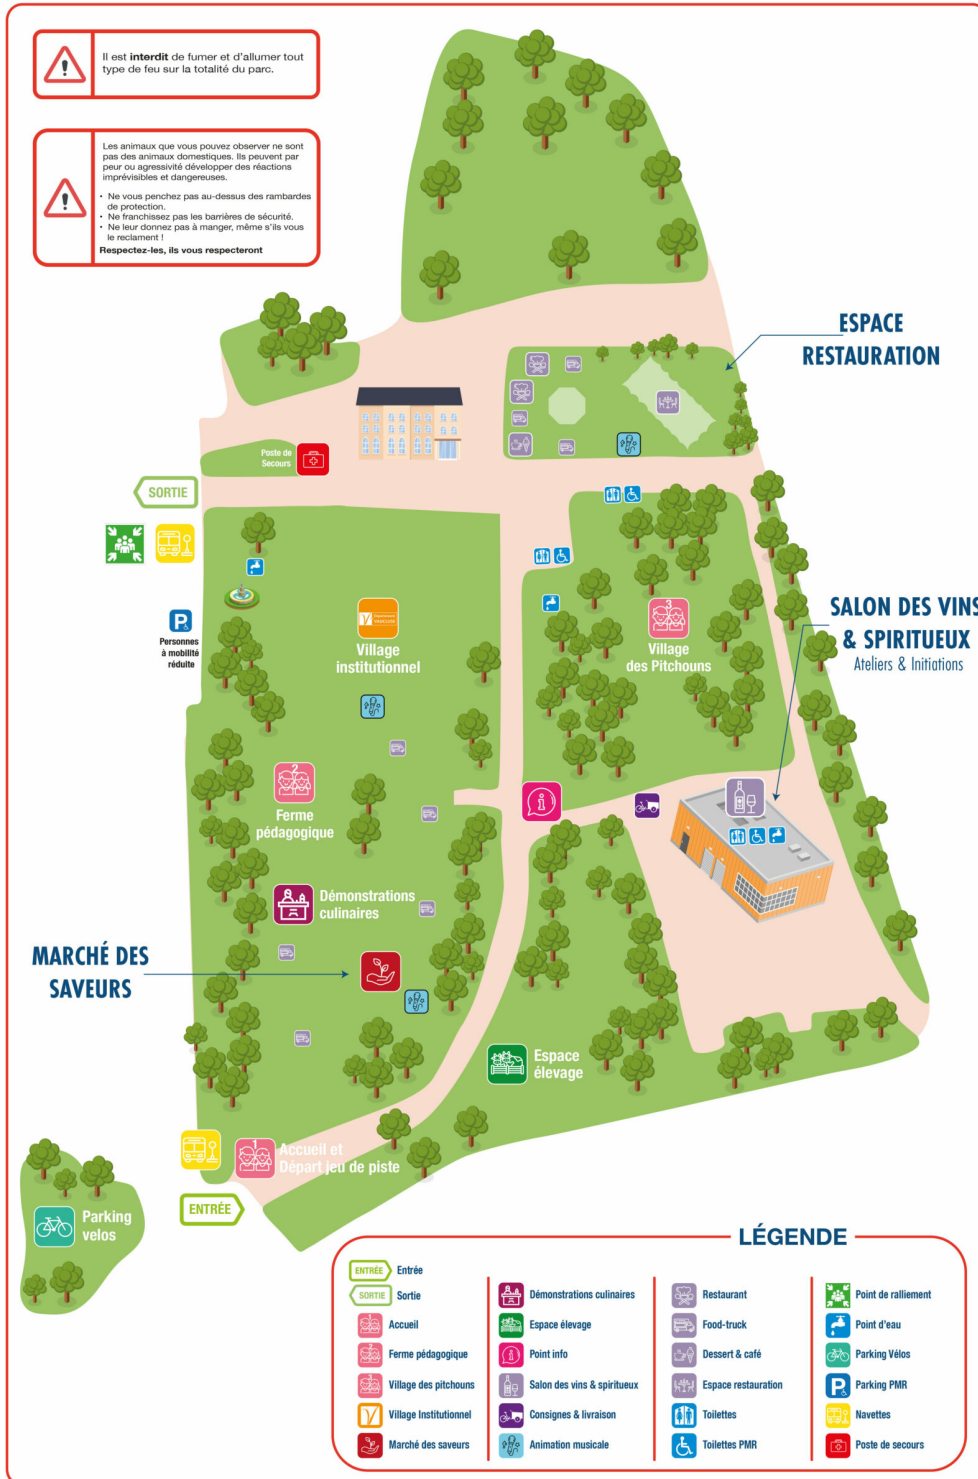 Il est interdit de fumer et d'allumer tout
type de feu sur la totalité du parc.
Les animaux que vous pouvez observer ne sont
pas des animaux domestiques. Ils peuvent par
peur ou agressivité développer des réactions
imprévisibles et dangereuses.
• Ne vous penchez pas au-dessus des rambardes
de protection.
• Ne franchissez pas les barrières de sécurité.
• Ne leur donnez pas à manger, même s'ils vous
le reclament !
Respectez-les, ils vous respecteront
ESPACE
RESTAURATION
Poste de
Secours
SORTIE
P
Personnes
à mobilité
réduite
Village
institutionnel
3
Village
des Pitchouns
SALON DES VINS
& SPIRITUEUX
Ateliers & Initiations
2
Ferme
pédagogique
Démonstrations
culinaires
MARCHÉ DES
SAVEURS
Espace
élevage
1
Accueil et
Départ jeu de piste
ENTRÉE
Parking
velos
LÉGENDE
ENTRÉE Entrée
SORTIE Sortie
Accueil
Ferme pédagogique
Village des pitchouns
Village Institutionnel
Marché des saveurs
Démonstrations culinaires
Espace élevage
Point info
Salon des vins & spiritueux
Consignes & livraison
Animation musicale
Restaurant
Food-truck
Dessert & café
Espace restauration
Toilettes
Toilettes PMR
Point de ralliement
Point d'eau
Parking Vélos
P Parking PMR
Navettes
Poste de secours